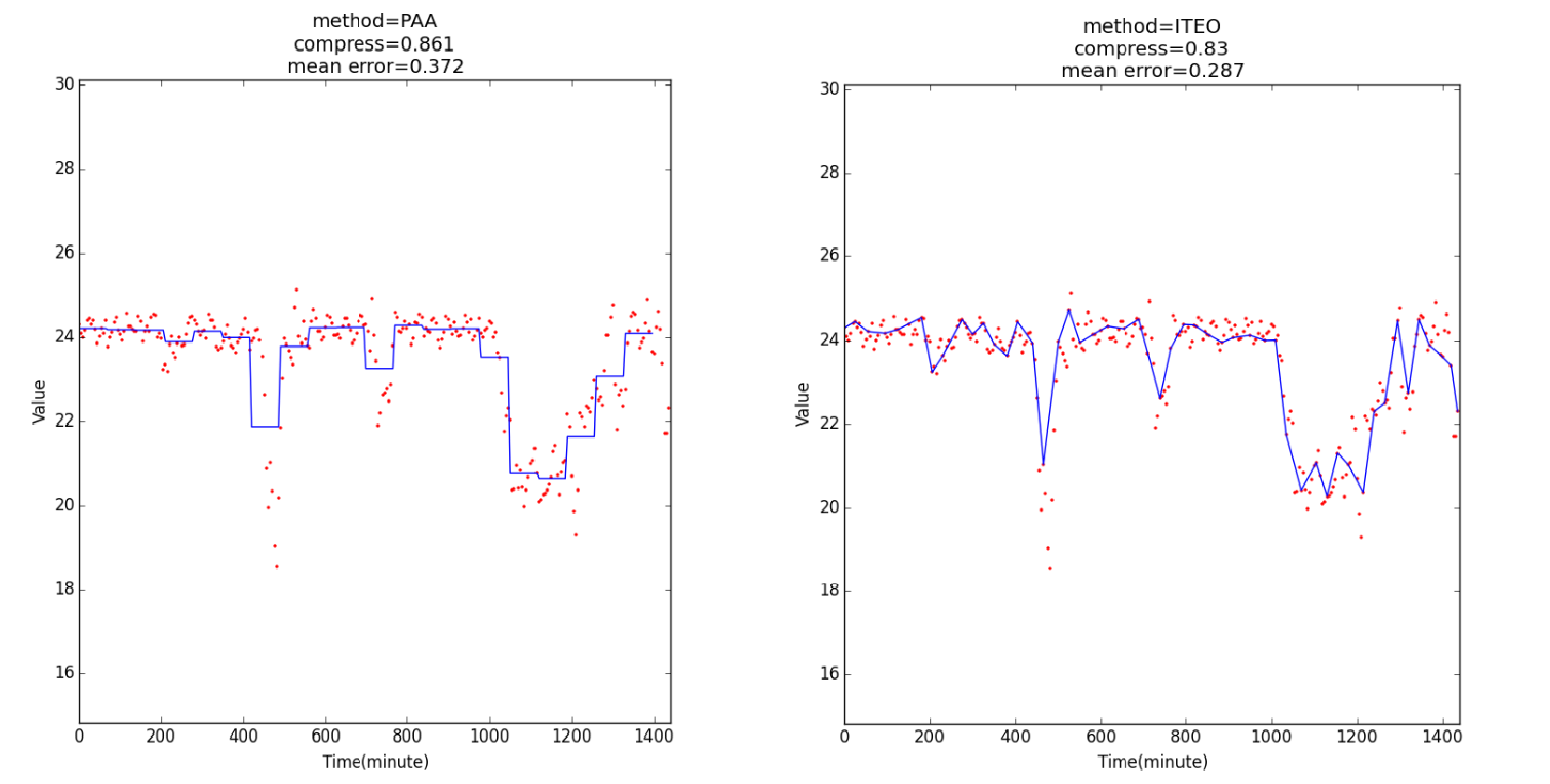 method=PAA
compress=0.861
mean error=0.372
30
28
26
24
22
20
18
16
Value
0 200 400 600 800 1000 1200 1400
Time(minute)
method=ITEO
compress=0.83
mean error=0.287
30
28
26
24
22
20
18
16
Value
0 200 400 600 800 1000 1200 1400
Time(minute)